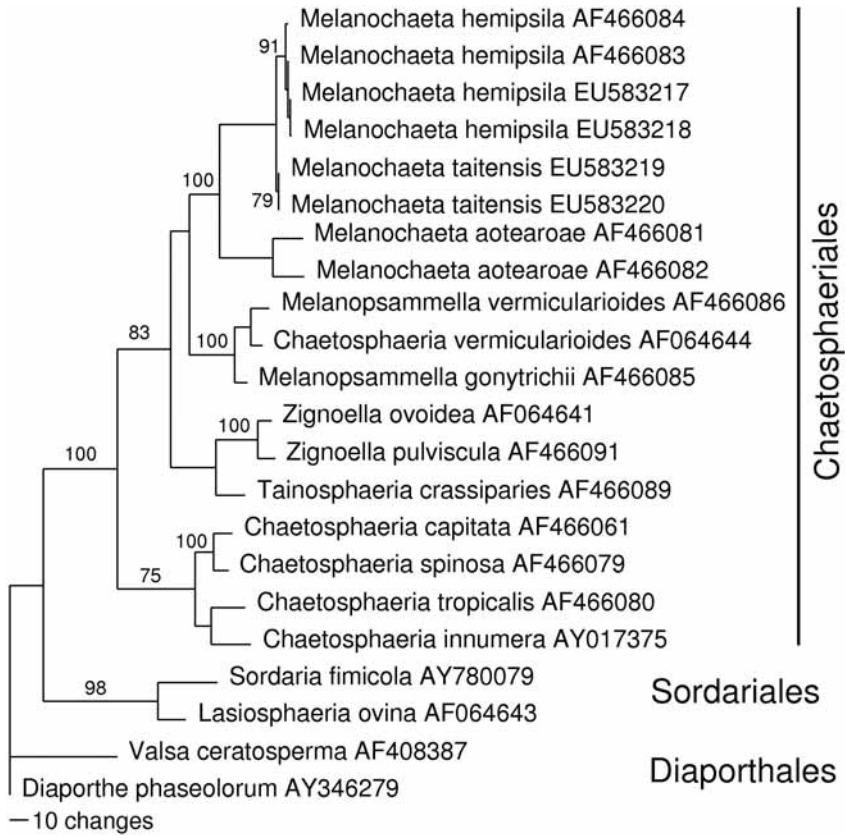 Melanochaeta hemipsila AF466084
91
Melanochaeta hemipsila AF466083
Melanochaeta hemipsila EU583217
Melanochaeta hemipsila EU583218
Melanochaeta taitensis EU583219
100
79
Melanochaeta taitensis EU583220
Melanochaeta aotearoae AF466081
Melanochaeta aotearoae AF466082
Melanopsammella vermicularioides AF466086
83
100
Chaetosphaeria vermicularioides AF064644
Melanopsammella gonytrichii AF466085
Zignoella ovoidea AF064641
100
Zignoella pulviscula AF466091
100
Tainosphaeria crassiparies AF466089
Chaetosphaeria capitata AF466061
100
Chaetosphaeria spinosa AF466079
75
Chaetosphaeria tropicalis AF466080
Chaetosphaeria innumera AY017375
Chaetosphaeriales
Sordaria fimicola AY780079
98
Lasiosphaeria ovina AF064643
Sordariales
Valsa ceratosperma AF408387
Diaporthe phaseolorum AY346279
Diaporthales
10 changes